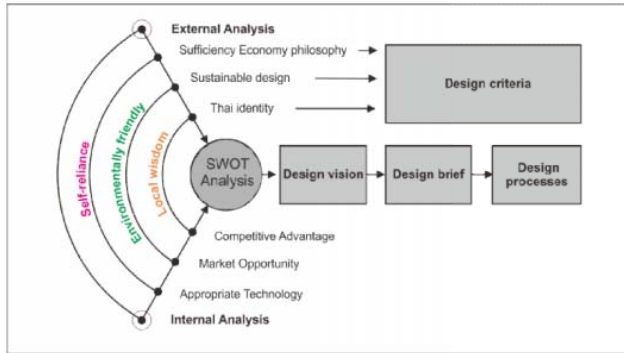 External Analysis
Sufficiency Economy philosophy
Sustainable design
Thai identity
Design criteria
Self-reliance
Environmentally friendly
Local wisdom
SWOT
Analysis
Design vision
Design brief
Design
processes
Competitive Advantage
Market Opportunity
Appropriate Technology
Internal Analysis